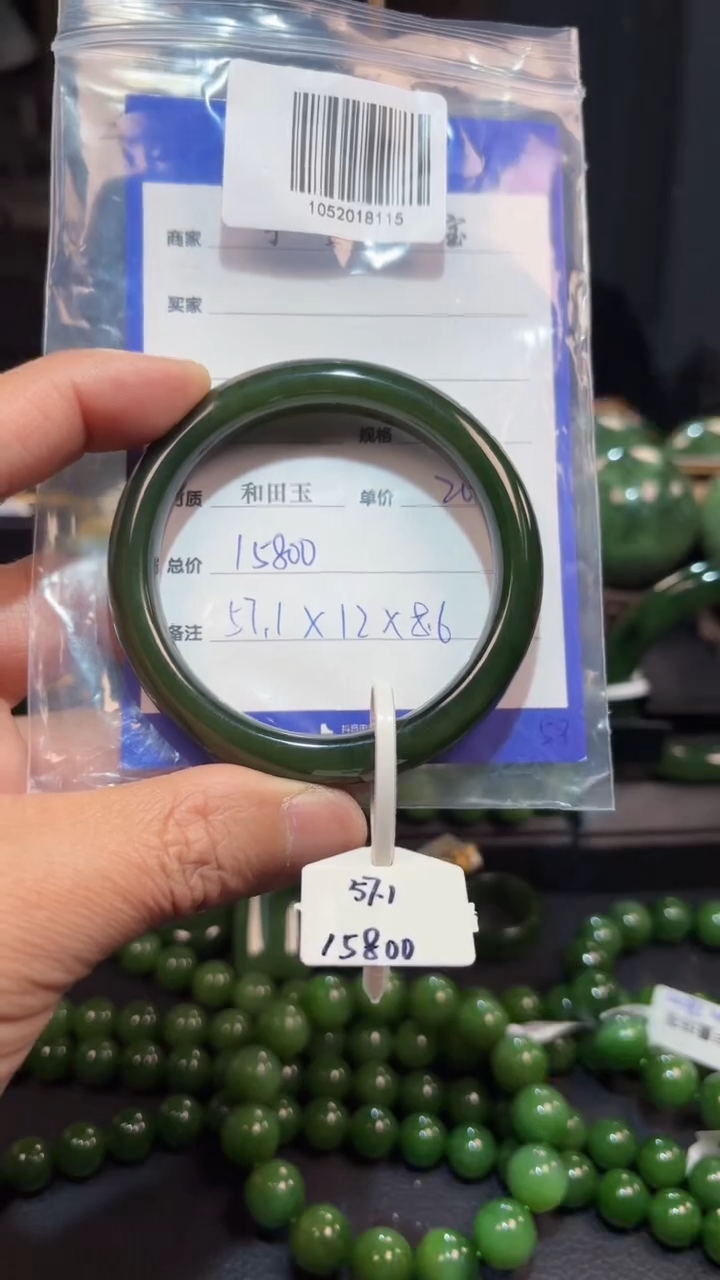 1052018115
商家
买家
规格
质 和田玉 单价 20
总价 15800
备注 57.1×12×8.6
58
57.1
15800